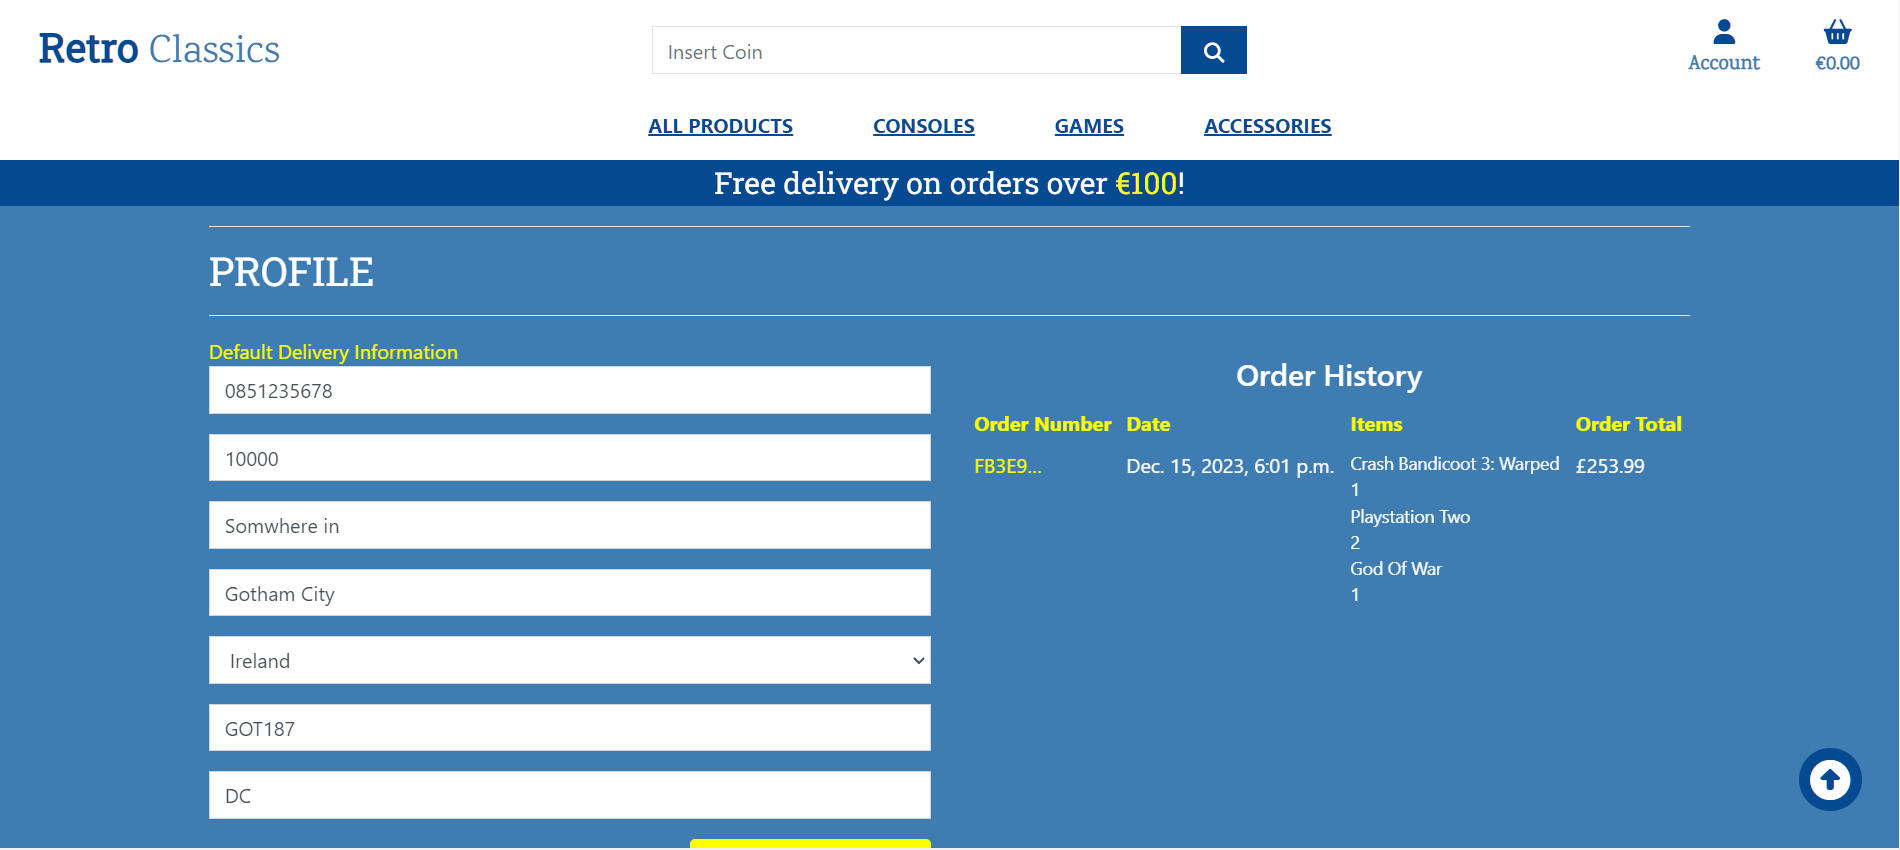 Retro Classics
Insert Coin
Account
€0.00
ALL PRODUCTS
CONSOLES
GAMES
ACCESSORIES
Free delivery on orders over €100!
PROFILE
Default Delivery Information
0851235678
10000
Somwhere in
Gotham City
Ireland
GOT187
DC
Order History
Order Number Date Items Order Total
FB3E9... Dec. 15, 2023, 6:01 p.m. Crash Bandicoot 3: Warped £253.99
1
Playstation Two
2
God Of War
1